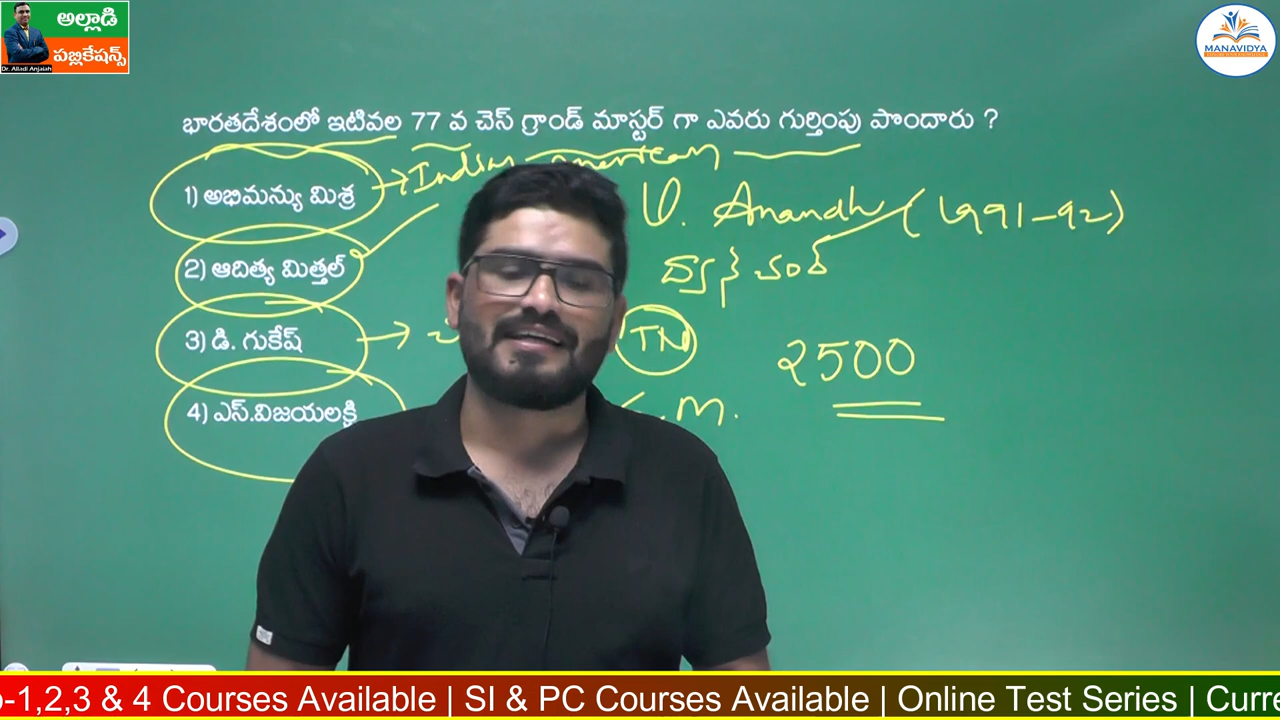 అల్లాడి
పబ్లికేషన్స్
Dr. Alladi Anjaiah
MANAVIDYA
భారతదేశంలో ఇటివల 77 వ చెస్ గ్రాండ్ మాస్టర్ గా ఎవరు గుర్తింపు పొందారు ?
1) అభిమన్యు మిశ్ర
Indian American
V. Anandh (1991-92)
2) ఆదిత్య మిత్తల్
ధ్యాన్ చంద్
3) డి. గుకేష్
TN
2500
4) ఎస్.విజయలక్
.M.
-1,2,3 & 4 Courses Available | SI & PC Courses Available | Online Test Series | Curre